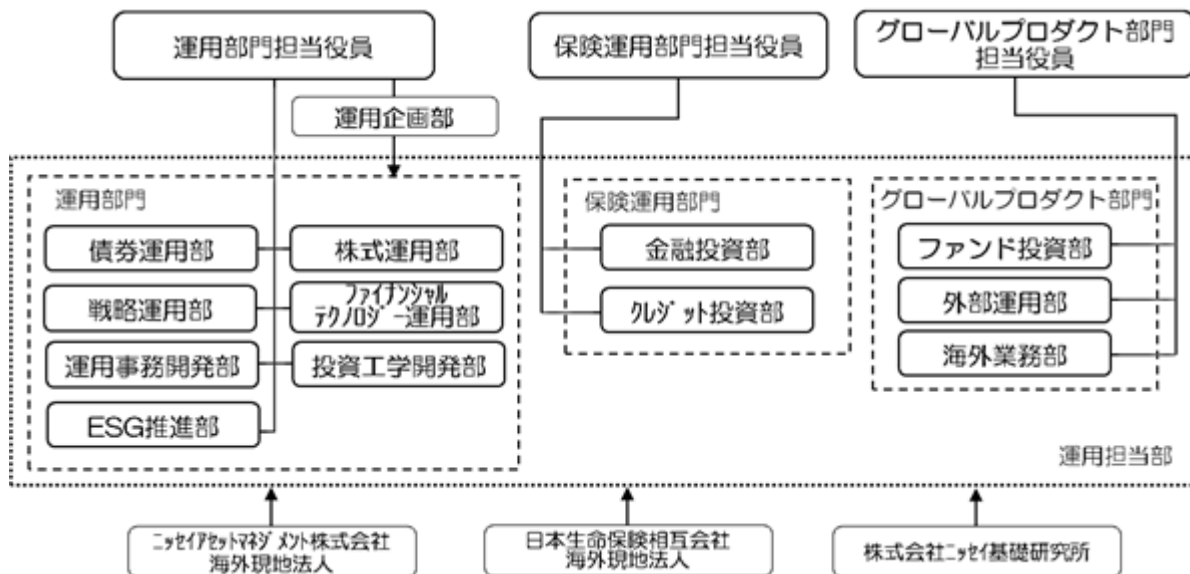 運用部門担当役員
保険運用部門担当役員
グローバルプロダクト部門
担当役員
運用企画部
運用部門
債券運用部
株式運用部
戦略運用部
ファイナンシャル
テクノロジー運用部
運用事務開発部
投資工学開発部
ESG推進部
保険運用部門
金融投資部
クレジット投資部
グローバルプロダクト部門
ファンド投資部
外部運用部
海外業務部
運用担当部
ニッセイアセットマネジメント株式会社
海外現地法人
日本生命保険相互会社
海外現地法人
株式会社ニッセイ基礎研究所